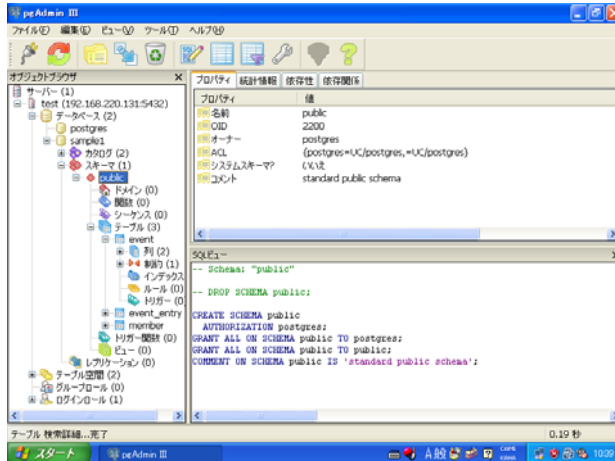 pgAdmin III
ファイル(F) 編集(E) ビュー(V) ツール(T) ヘルプ(H)
オブジェクトブラウザ
サーバー (1)
test (192.168.220.131:5432)
データベース (2)
postgres
sample1
カタログ (2)
スキーマ (1)
public
ドメイン (0)
関数 (0)
シーケンス (0)
テーブル (3)
event
列 (2)
制約 (1)
インデックス
ルール (0)
トリガー (0
event_entry
member
トリガー関数 (0)
ビュー (0)
レプリケーション (0)
テーブル空間 (2)
グループロール (0)
ログインロール (1)
プロパティ 統計情報 依存性 依存関係
プロパティ 値
名前 public
OID 2200
オーナー postgres
ACL {postgres=UC/postgres,=UC/postgres}
システムスキーマ? いいえ
コメント standard public schema
SQLビュー
-- Schema: "public"
-- DROP SCHEMA public;
CREATE SCHEMA public
AUTHORIZATION postgres;
GRANT ALL ON SCHEMA public TO postgres;
GRANT ALL ON SCHEMA public TO public;
COMMENT ON SCHEMA public IS 'standard public schema';
テーブル 検索詳細...完了 0.19 秒
スタート pgAdmin III A 般 CAPS KANA